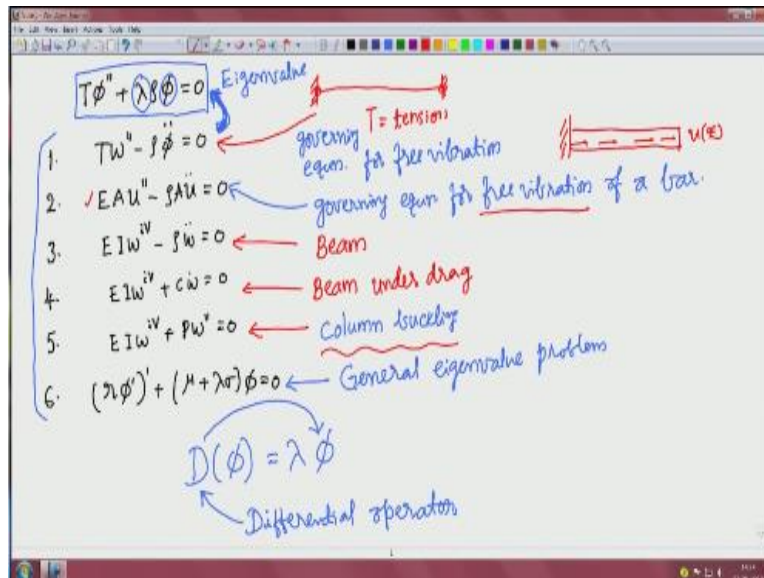 Tφ'' + λρφ = 0 Eigenvalue
1. TW'' - ρφ̈ = 0 governing equn. for free vibration
T = tension
u(x)
2. ✓ EAU'' - ρAü = 0 governing equn for free vibration of a bar.
3. EIw^iv - ρẅ = 0 Beam
4. EIw^iv + cẇ = 0 Beam under drag
5. EIw^iv + Pw'' = 0 Column buckling
6. (rφ')' + (μ + λσ)φ = 0 General eigenvalue problem
D(φ) = λφ
Differential operator